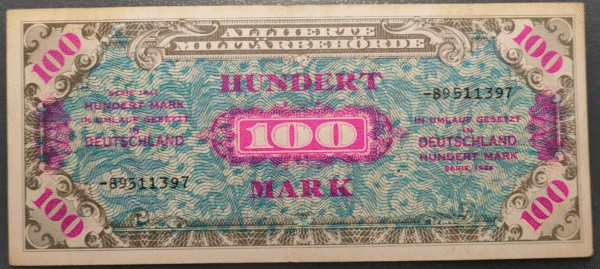 100
ALLIIERTE
MILITÄRBEHÖRDE
100
HUNDERT
SERIE 1944
HUNDERT MARK
IN UMLAUF GESETZT
IN
DEUTSCHLAND
-89511397
100
-89511397
IN UMLAUF GESETZT
IN
DEUTSCHLAND
HUNDERT MARK
SERIE 1944
MARK
100
100